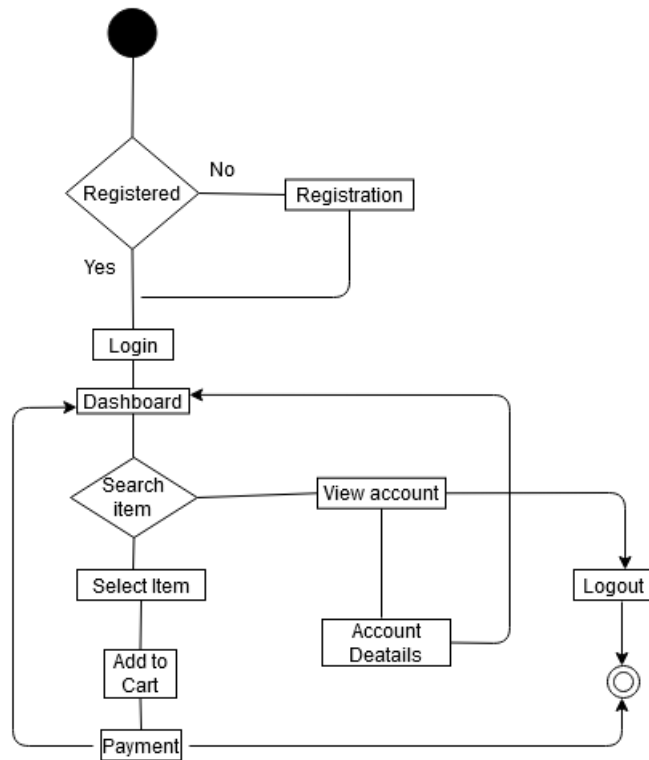 No
Registered
Registration
Yes
Login
Dashboard
Search
item
View account
Select Item
Logout
Account
Deatails
Add to
Cart
Payment